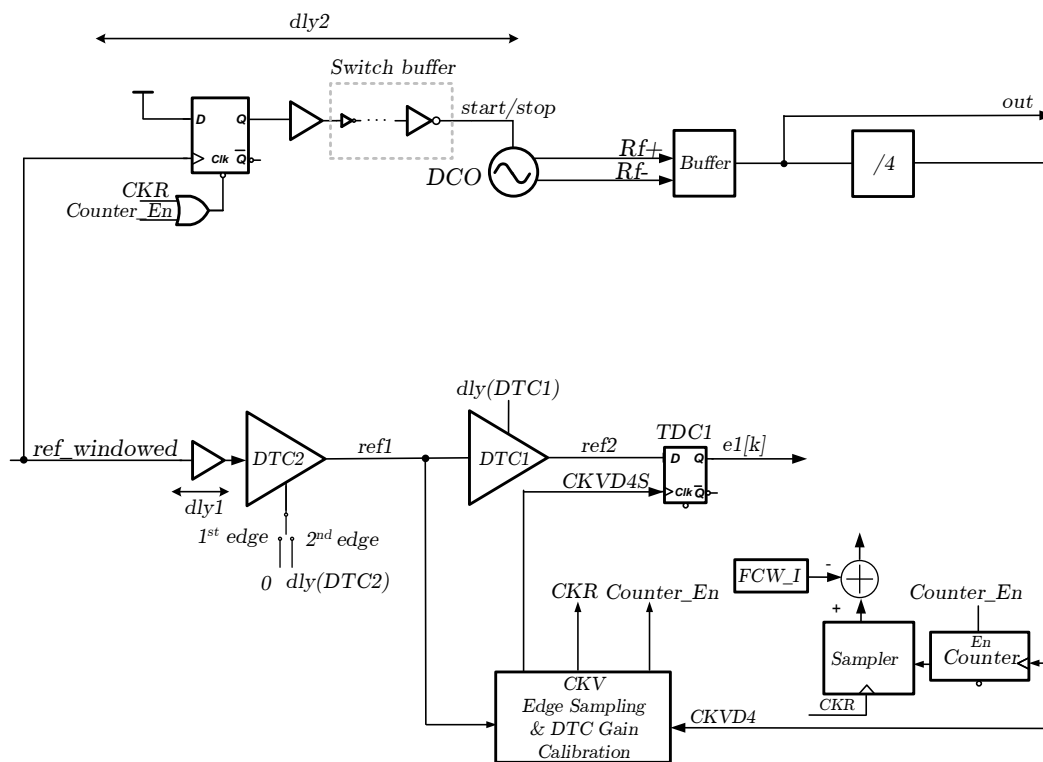 dly2
Switch buffer
start/stop
out
D Q
Clk Q
CKR
Counter_En
DCO
Rf+
Rf-
Buffer
/4
ref_windowed
dly1
DTC2
1st edge
2nd edge
0 dly(DTC2)
ref1
dly(DTC1)
DTC1
ref2
CKVD4S
TDC1
D Q
Clk Q
e1[k]
CKR
Counter_En
FCW_I
-
+
Counter_En
Sampler
En
Counter
CKR
CKV
Edge Sampling
& DTC Gain
Calibration
CKVD4